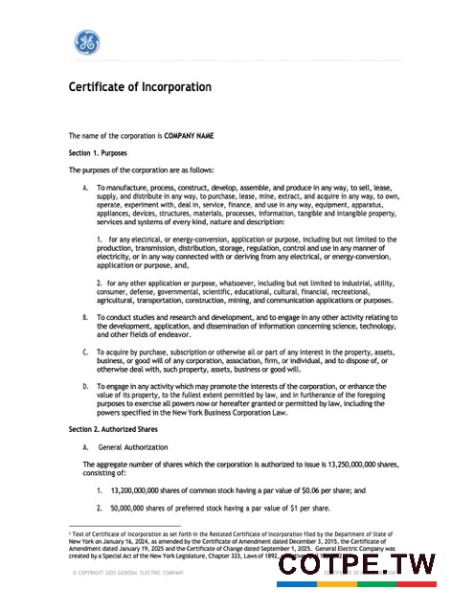 Certificate of Incorporation
The name of the corporation is COMPANY NAME
Section 1. Purposes
The purposes of the corporation are as follows:
A. To manufacture, process, construct, develop, assemble, and produce in any way, to sell, lease,
supply, and distribute in any way, to purchase, lease, mine, extract, and acquire in any way, to own,
operate, experiment with, deal in, service, finance, and use in any way, equipment, apparatus,
appliances, devices, structures, materials, processes, information, tangible and intangible property,
services and systems of every kind, nature and description:
1. for any electrical, or energy-conversion, application or purpose, including but not limited to the
production, transmission, distribution, storage, regulation, control and use in any manner of
electricity, or in any way connected with or deriving from any electrical, or energy-conversion,
application or purpose, and,
2. for any other application or purpose, whatsoever, including but not limited to industrial, utility,
consumer, defense, governmental, scientific, educational, cultural, financial, recreational,
agricultural, transportation, construction, mining, and communication applications or purposes.
B. To conduct studies and research and development, and to engage in any other activity relating to
the development, application, and dissemination of information concerning science, technology,
and other fields of endeavor.
C. To acquire by purchase, subscription or otherwise all or part of any interest in the property, assets,
business, or good will of any corporation, association, firm, or individual, and to dispose of, or
otherwise deal with, such property, assets, business or good will.
D. To engage in any activity which may promote the interests of the corporation, or enhance the
value of its property, to the fullest extent permitted by law, and in furtherance of the foregoing
purposes to exercise all powers now or hereafter granted or permitted by law, including the
powers specified in the New York Business Corporation Law.
Section 2. Authorized Shares
A. General Authorization
The aggregate number of shares which the corporation is authorized to issue is 13,250,000,000 shares,
consisting of:
1. 13,200,000,000 shares of common stock having a par value of $0.06 per share; and
2. 50,000,000 shares of preferred stock having a par value of $1 per share.
¹ Text of Certificate of Incorporation as set forth in the Restated Certificate of Incorporation filed by the Department of State of
New York on January 16, 2024, as amended by the Certificate of Amendment dated December 3, 2015, the Certificate of
Amendment dated January 19, 2025 and the Certificate of Change dated September 1, 2025. General Electric Company was
created by a Special Act of the New York Legislature, Chapter 323, Laws of 1892,
© COPYRIGHT 2025 GENERAL ELECTRIC COMPANY
COTPE.TW